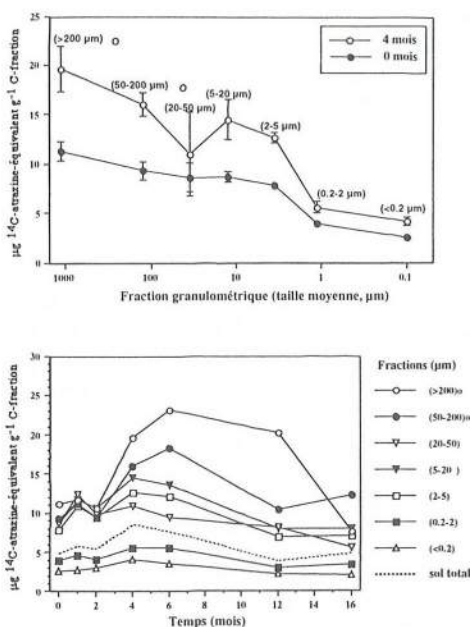 µg ¹⁴C-atrazine-équivalent g⁻¹ C-fraction
25
20
15
10
5
0
(>200 µm)
o
(50-200 µm)
o
(20-50 µm)
(5-20 µm)
(2-5 µm)
(0.2-2 µm)
(<0.2 µm)
4 mois
0 mois
1000
100
10
1
0.1
Fraction granulométrique (taille moyenne, µm)
µg ¹⁴C-atrazine-équivalent g⁻¹ C-fraction
30
25
20
15
10
5
0
0
2
4
6
8
10
12
14
16
Temps (mois)
Fractions (µm)
(>200)o
(50-200)o
(20-50)
(5-20 )
(2-5)
(0.2-2)
(<0.2)
sol total